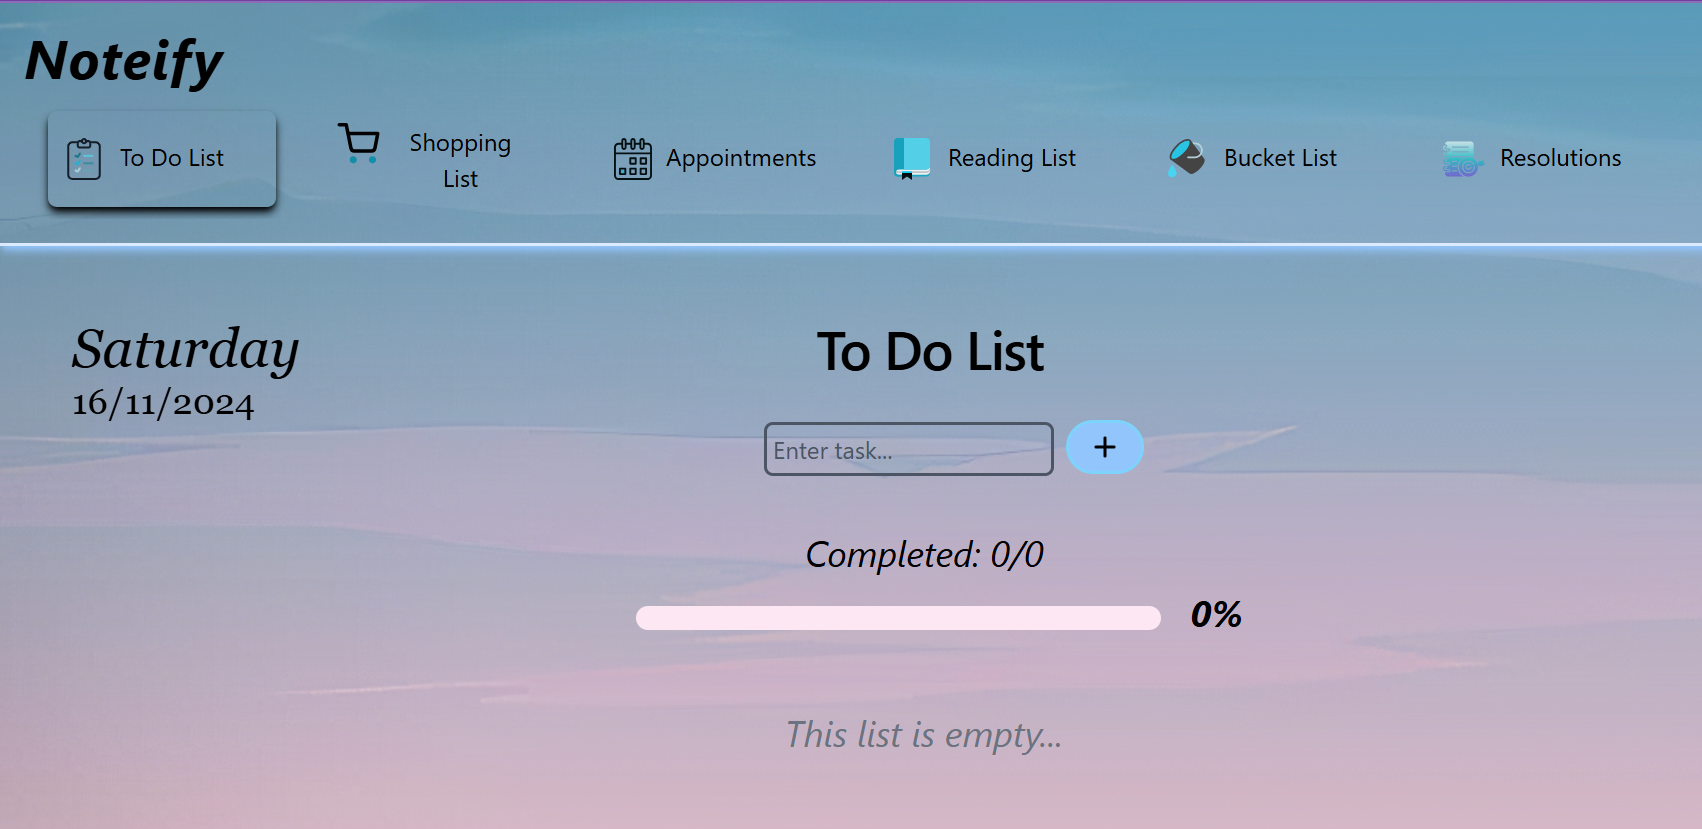 Noteify
To Do List
Shopping
List
Appointments
Reading List
Bucket List
Resolutions
Saturday
16/11/2024
To Do List
Enter task...
+
Completed: 0/0
0%
This list is empty...